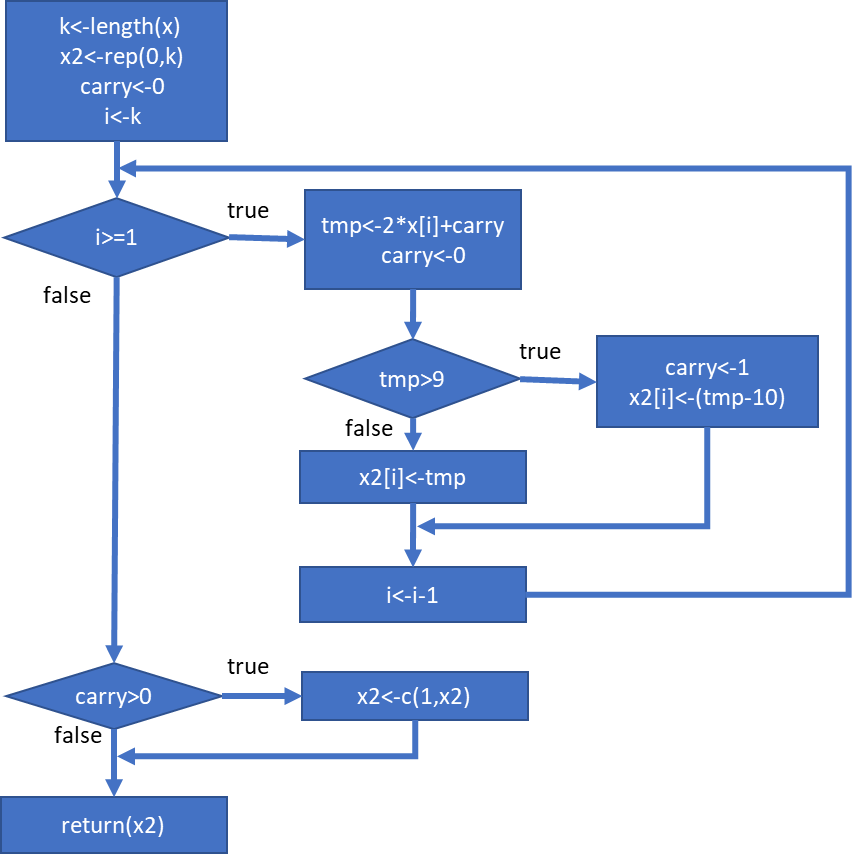 k<-length(x)
x2<-rep(0,k)
carry<-0
i<-k
i>=1
true
false
tmp<-2*x[i]+carry
carry<-0
tmp>9
true
false
carry<-1
x2[i]<-(tmp-10)
x2[i]<-tmp
i<-i-1
carry>0
true
false
x2<-c(1,x2)
return(x2)